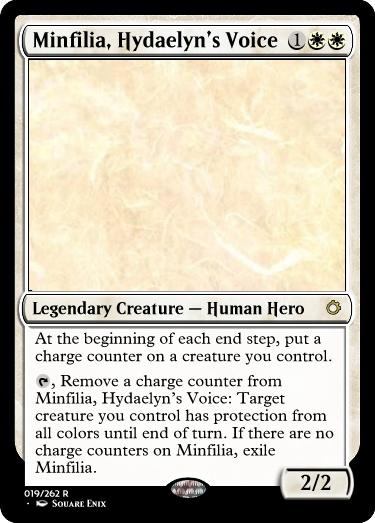 Minfilia, Hydaelyn's Voice 1
Legendary Creature — Human Hero
At the beginning of each end step, put a
charge counter on a creature you control.
, Remove a charge counter from
Minfilia, Hydaelyn's Voice: Target
creature you control has protection from
all colors until end of turn. If there are no
charge counters on Minfilia, exile
Minfilia.
2/2
019/262 R
• Square Enix